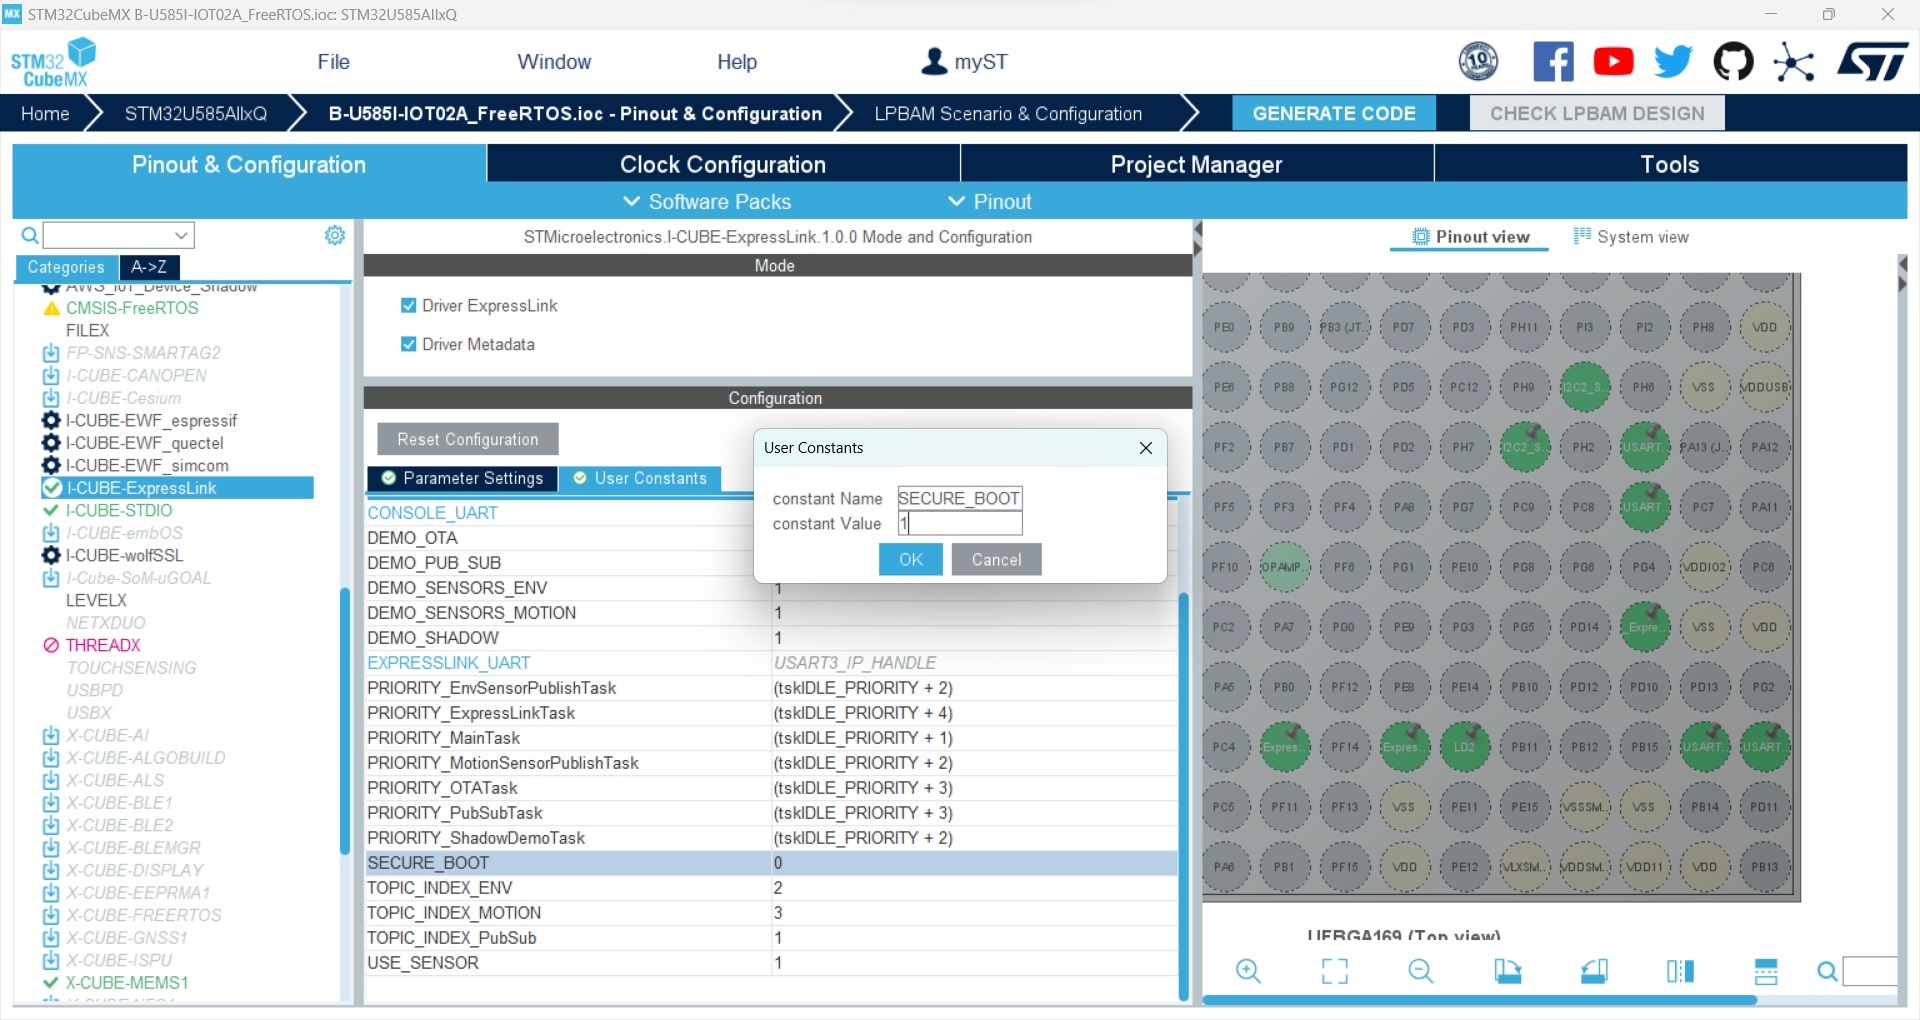 MX STM32CubeMX B-U585I-IOT02A_FreeRTOS.ioc: STM32U585AIIxQ
STM32 CubeMX
File Window Help myST
10
ST
Home STM32U585AIIxQ B-U585I-IOT02A_FreeRTOS.ioc - Pinout & Configuration LPBAM Scenario & Configuration GENERATE CODE CHECK LPBAM DESIGN
Pinout & Configuration Clock Configuration Project Manager Tools
Software Packs Pinout
STMicroelectronics.I-CUBE-ExpressLink.1.0.0 Mode and Configuration
Categories A->Z
AWS_IoT_Device_Shadow
CMSIS-FreeRTOS
FILEX
FP-SNS-SMARTAG2
I-CUBE-CANOPEN
I-CUBE-Cesium
I-CUBE-EWF_espressif
I-CUBE-EWF_quectel
I-CUBE-EWF_simcom
I-CUBE-ExpressLink
I-CUBE-STDIO
I-CUBE-embOS
I-CUBE-wolfSSL
I-Cube-SoM-uGOAL
LEVELX
NETXDUO
THREADX
TOUCHSENSING
USBPD
USBX
X-CUBE-AI
X-CUBE-ALGOBUILD
X-CUBE-ALS
X-CUBE-BLE1
X-CUBE-BLE2
X-CUBE-BLEMGR
X-CUBE-DISPLAY
X-CUBE-EEPRMA1
X-CUBE-FREERTOS
X-CUBE-GNSS1
X-CUBE-ISPU
X-CUBE-MEMS1
Mode
Driver ExpressLink
Driver Metadata
Configuration
Reset Configuration
Parameter Settings User Constants
CONSOLE_UART
DEMO_OTA
DEMO_PUB_SUB
DEMO_SENSORS_ENV 1
DEMO_SENSORS_MOTION 1
DEMO_SHADOW 1
EXPRESSLINK_UART USART3_IP_HANDLE
PRIORITY_EnvSensorPublishTask (tskIDLE_PRIORITY + 2)
PRIORITY_ExpressLinkTask (tskIDLE_PRIORITY + 4)
PRIORITY_MainTask (tskIDLE_PRIORITY + 1)
PRIORITY_MotionSensorPublishTask (tskIDLE_PRIORITY + 2)
PRIORITY_OTATask (tskIDLE_PRIORITY + 3)
PRIORITY_PubSubTask (tskIDLE_PRIORITY + 3)
PRIORITY_ShadowDemoTask (tskIDLE_PRIORITY + 2)
SECURE_BOOT 0
TOPIC_INDEX_ENV 2
TOPIC_INDEX_MOTION 3
TOPIC_INDEX_PubSub 1
USE_SENSOR 1
User Constants
constant Name SECURE_BOOT
constant Value 1
OK Cancel
Pinout view System view
PE0 PB9 PB3 (JT.. PD7 PD3 PH11 PI3 PI2 PH8 VDD
PE6 PB8 PG12 PD5 PC12 PH9 I2C2_S.. PH6 VSS VDDUSB
PF2 PB7 PD1 PD2 PH7 I2C2_S.. PH2 USART.. PA13 (J.. PA12
PF5 PF3 PF4 PA8 PG7 PC9 PC8 USART.. PC7 PA11
PF10 OPAMP.. PF6 PG1 PE10 PG8 PG6 PG4 VDDIO2 PC6
PC2 PA7 PG0 PE9 PG3 PG5 PD14 _Expre.. VSS VDD
PA5 PB0 PF12 PE8 PE14 PB10 PD12 PD10 PD13 PG2
PC4 Expres.. PF14 Expres.. LD2 PB11 PB12 PB15 USART.. USART..
PC5 PF11 PF13 VSS PE11 PE15 VSSSM.. VSS PB14 PD11
PA6 PB1 PF15 VDD PE12 VLXSM.. VDDSM.. VDD11 VDD PB13
UFBGA169 (Top view)